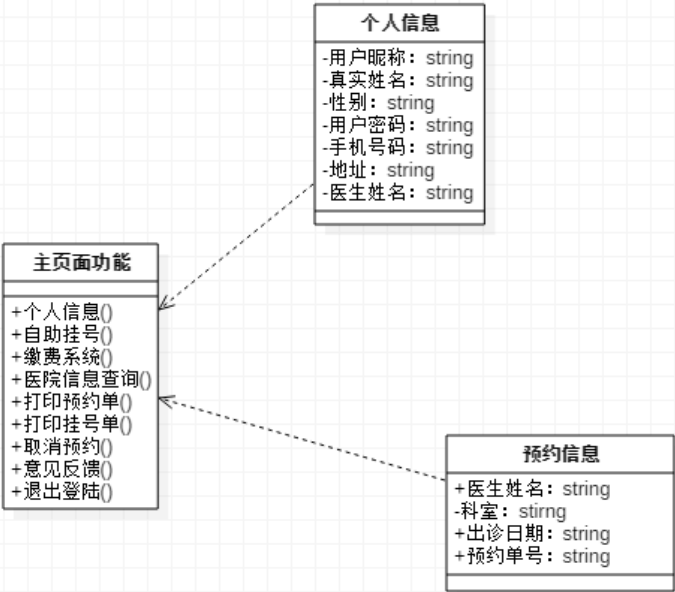 个人信息
-用户昵称：string
-真实姓名：string
-性别：string
-用户密码：string
-手机号码：string
-地址：string
-医生姓名：string
主页面功能
+个人信息()
+自助挂号()
+缴费系统()
+医院信息查询()
+打印预约单()
+打印挂号单()
+取消预约()
+意见反馈()
+退出登陆()
预约信息
+医生姓名：string
-科室：stirng
+出诊日期：string
+预约单号：string